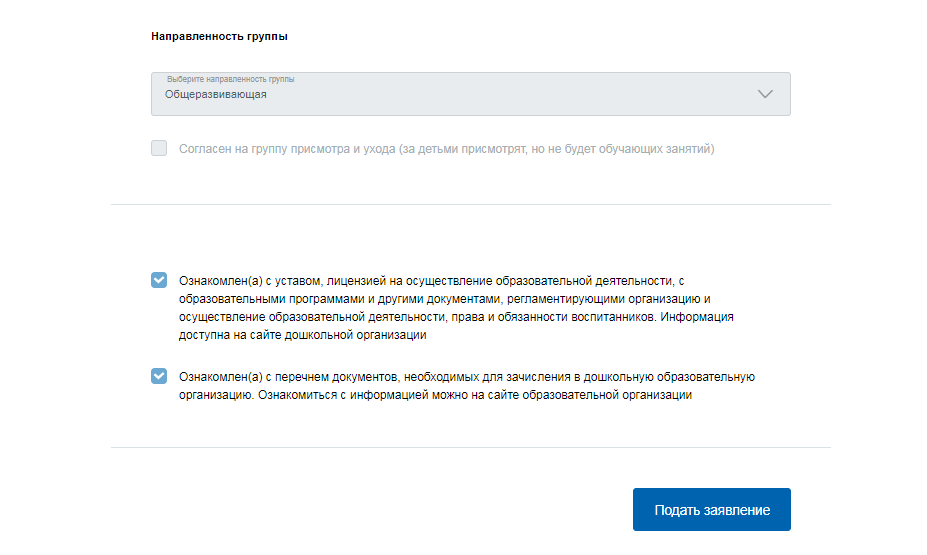 Направленность группы
Выберите направленность группы
Общеразвивающая
Согласен на группу присмотра и ухода (за детьми присмотрят, но не будет обучающих занятий)
Ознакомлен(а) с уставом, лицензией на осуществление образовательной деятельности, с
образовательными программами и другими документами, регламентирующими организацию и
осуществление образовательной деятельности, права и обязанности воспитанников. Информация
доступна на сайте дошкольной организации
Ознакомлен(а) с перечнем документов, необходимых для зачисления в дошкольную образовательную
организацию. Ознакомиться с информацией можно на сайте образовательной организации
Подать заявление